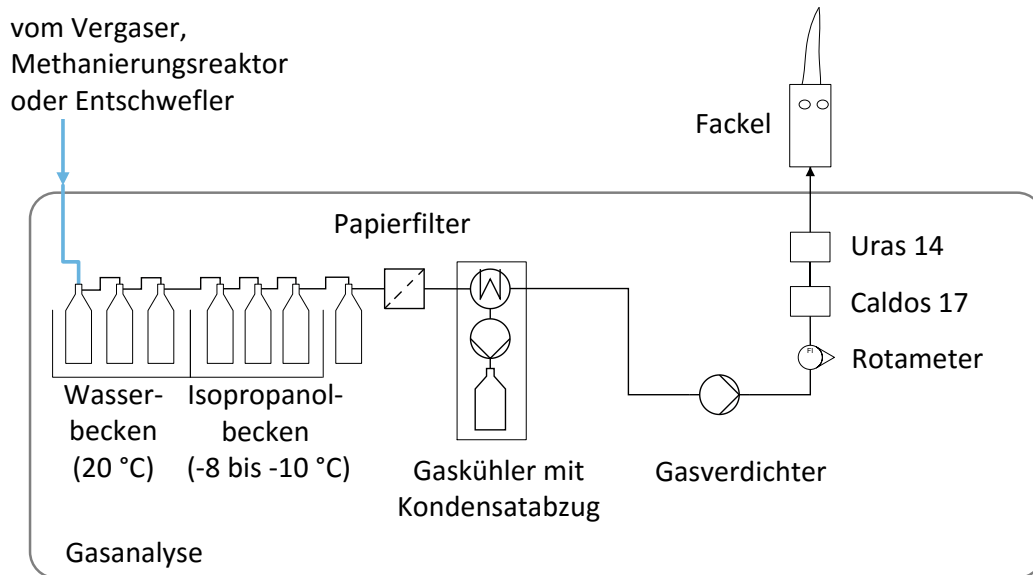 vom Vergaser,
Methanierungsreaktor
oder Entschwefler
Fackel
Papierfilter
Uras 14
Caldos 17
FI
Rotameter
Wasser-
becken
(20 °C)
Isopropanol-
becken
(-8 bis -10 °C)
Gaskühler mit
Kondensatabzug
Gasverdichter
Gasanalyse